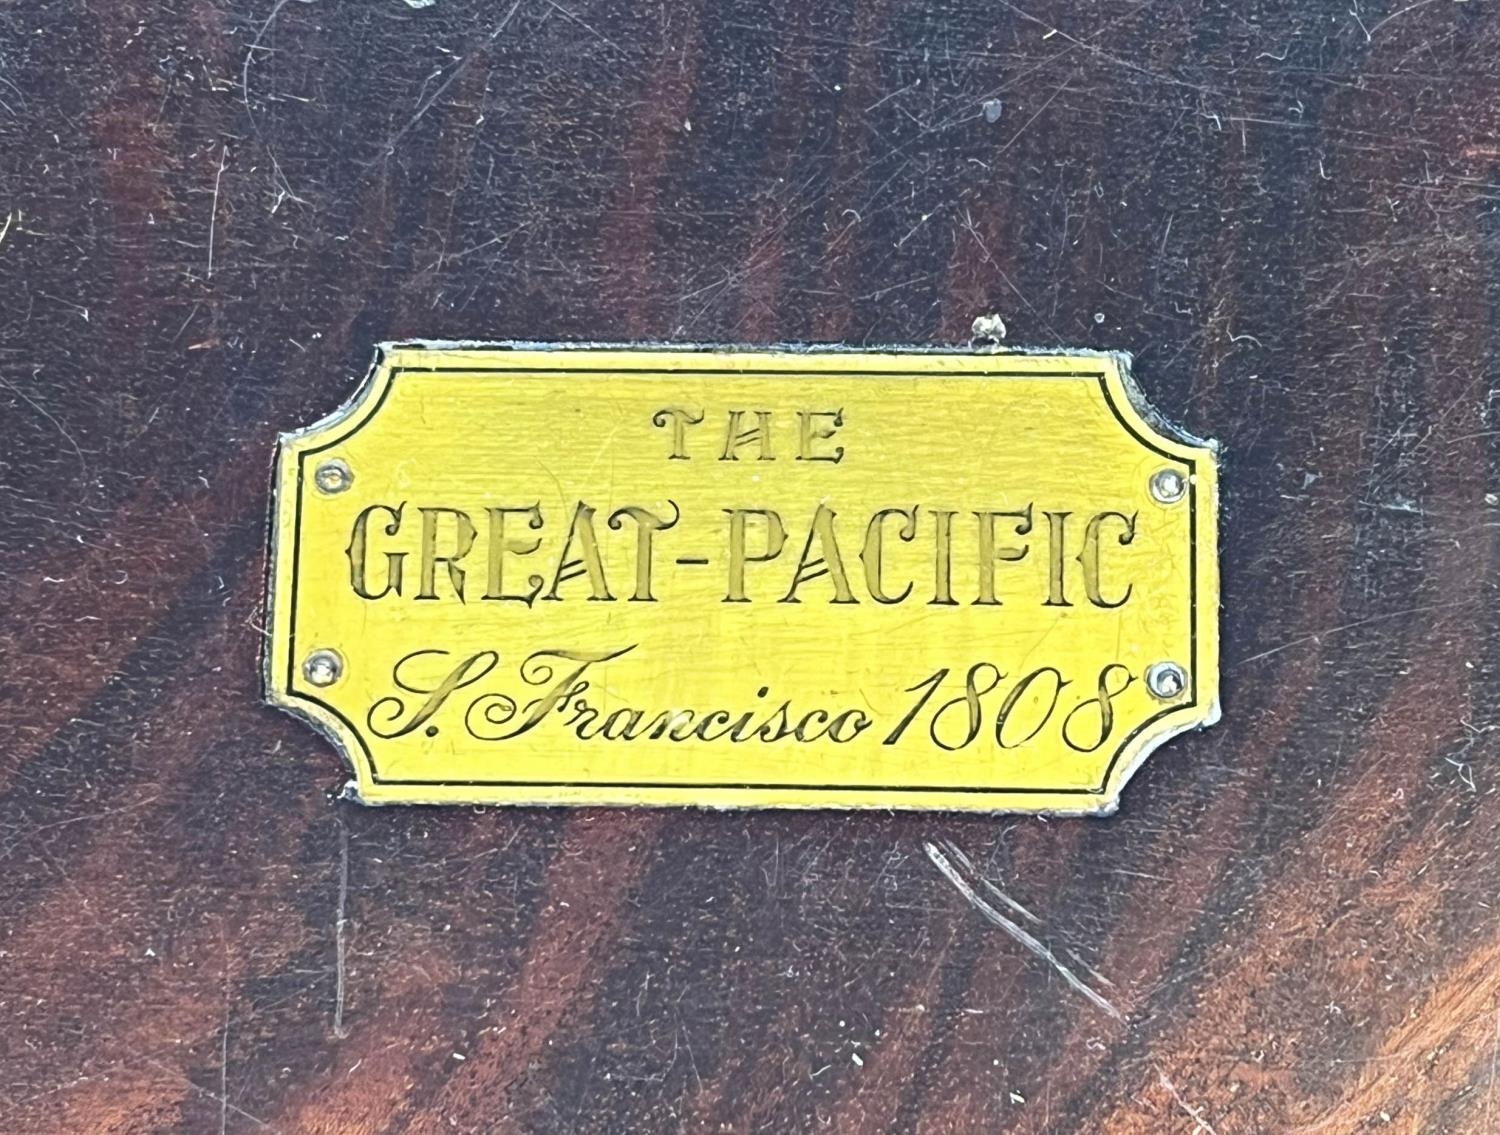 THE
GREAT-PACIFIC
S. Francisco 1808